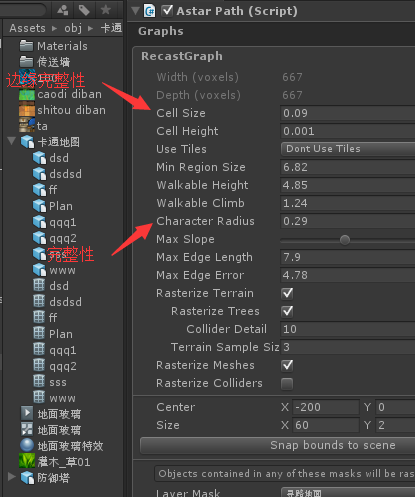 Assets ▸ obj ▸ 卡通
Materials
传送墙
边缘完整性
caodi diban
shitou diban
ta
卡通地图
dsd
dsdsd
ff
Plan
qqq1
qqq2
sss
完整性
www
dsd
dsdsd
ff
Plan
qqq1
qqq2
sss
www
地面玻璃
地面玻璃
地面玻璃特效
灌木_草01
防御塔
Astar Path (Script)
Graphs
RecastGraph
Width (voxels) 667
Depth (voxels) 667
Cell Size 0.09
Cell Height 0.001
Use Tiles Dont Use Tiles
Min Region Size 6.82
Walkable Height 4.85
Walkable Climb 1.24
Character Radius 0.29
Max Slope
Max Edge Length 7.9
Max Edge Error 4.78
Rasterize Terrain
Rasterize Trees
Collider Detail 10
Terrain Sample Siz 3
Rasterize Meshes
Rasterize Colliders
Center X -200 Y 0
Size X 60 Y 2
Snap bounds to scene
Objects contained in any of these masks will be ras
Layer Mask 寻路地图